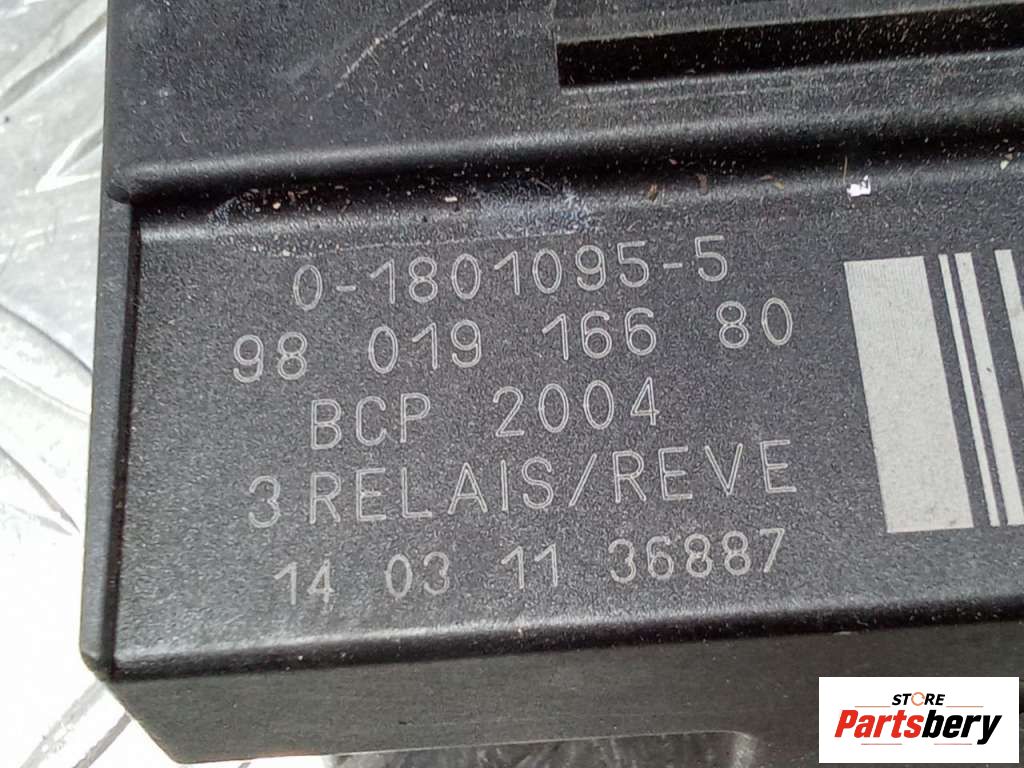 0-1801095-5
98 019 166 80
BCP 2004
3 RELAIS/REVE
14 03 11 36887
STORE
Partsbery